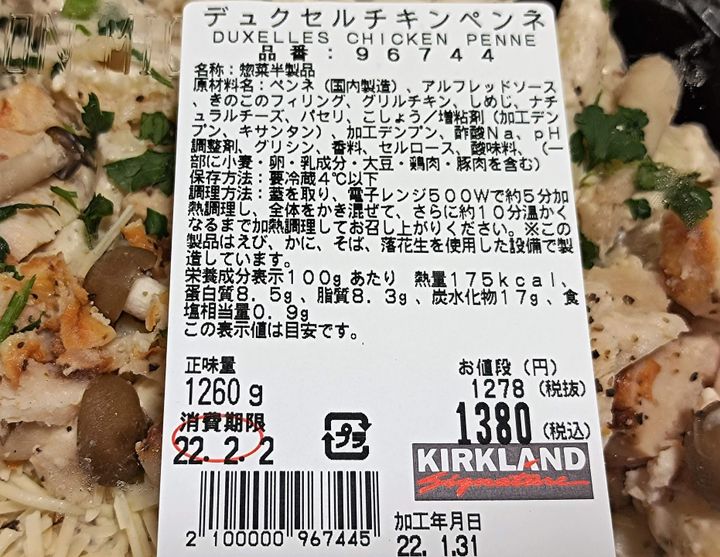 デュクセルチキンペンネ
DUXELLES CHICKEN PENNE
品番：96744
名称：惣菜半製品
原材料名：ペンネ（国内製造）、アルフレッドソース
、きのこのフィリング、グリルチキン、しめじ、ナチュ
ラルチーズ、パセリ、こしょう／増粘剤（加工デン
プン、キサンタン）、加工デンプン、酢酸Na、pH
調整剤、グリシン、香料、セルロース、酸味料、（一
部に小麦・卵・乳成分・大豆・鶏肉・豚肉を含む）
保存方法：要冷蔵4℃以下
調理方法：蓋を取り、電子レンジ500Wで約5分加
熱調理し、全体をかき混ぜて、さらに約10分温かく
なるまで加熱調理してお召し上がりください。※この
製品はえび、かに、そば、落花生を使用した設備で製
造しています。
栄養成分表示100gあたり 熱量175kcal、
蛋白質8.5g、脂質8.3g、炭水化物17g、食
塩相当量0.9g
この表示値は目安です。
正味量 お値段（円）
1260g 1278（税抜）
消費期限 1380（税込）
22.2.2 プラ
KIRKLAND
Signature
2 100000 967445
加工年月日
22.1.31